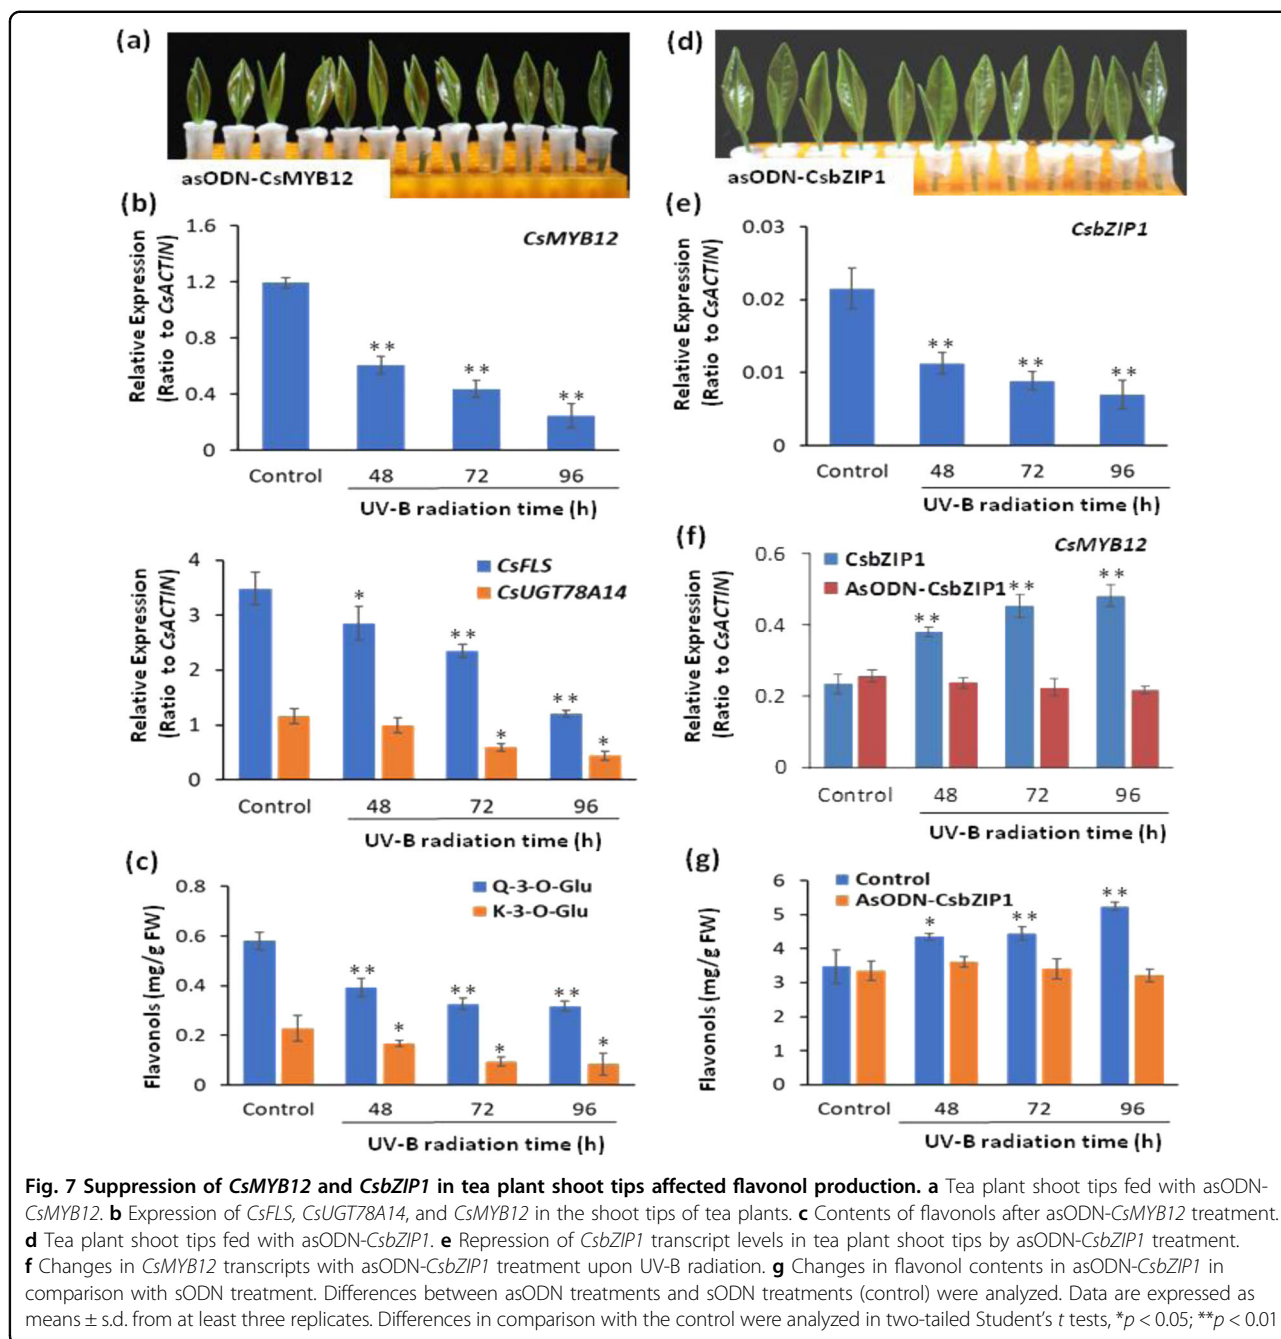 (a)
asODN-CsMYB12
(b)
CsMYB12
Relative Expression
(Ratio to CsACTIN)
1.6
1.2
0.8
0.4
0
**
**
**
Control
48
72
96
UV-B radiation time (h)
Relative Expression
(Ratio to CsACTIN)
4
3
2
1
0
CsFLS
CsUGT78A14
*
**
*
**
*
Control
48
72
96
UV-B radiation time (h)
(c)
Flavonols (mg/g FW)
0.8
0.6
0.4
0.2
0
Q-3-O-Glu
K-3-O-Glu
**
*
**
*
**
*
Control
48
72
96
UV-B radiation time (h)
(d)
asODN-CsbZIP1
(e)
CsbZIP1
Relative Expression
(Ratio to CsACTIN)
0.03
0.02
0.01
0
**
**
**
Control
48
72
96
UV-B radiation time (h)
(f)
CsMYB12
Relative Expression
(Ratio to CsACTIN)
0.6
0.4
0.2
0
CsbZIP1
AsODN-CsbZIP1
**
**
**
Control
48
72
96
UV-B radiation time (h)
(g)
Flavonols (mg/g FW)
6
5
4
3
2
1
0
Control
AsODN-CsbZIP1
*
**
**
Control
48
72
96
UV-B radiation time (h)
Fig. 7 Suppression of CsMYB12 and CsbZIP1 in tea plant shoot tips affected flavonol production. a Tea plant shoot tips fed with asODN-
CsMYB12. b Expression of CsFLS, CsUGT78A14, and CsMYB12 in the shoot tips of tea plants. c Contents of flavonols after asODN-CsMYB12 treatment.
d Tea plant shoot tips fed with asODN-CsbZIP1. e Repression of CsbZIP1 transcript levels in tea plant shoot tips by asODN-CsbZIP1 treatment.
f Changes in CsMYB12 transcripts with asODN-CsbZIP1 treatment upon UV-B radiation. g Changes in flavonol contents in asODN-CsbZIP1 in
comparison with sODN treatment. Differences between asODN treatments and sODN treatments (control) were analyzed. Data are expressed as
means ± s.d. from at least three replicates. Differences in comparison with the control were analyzed in two-tailed Student's t tests, *p < 0.05; **p < 0.01